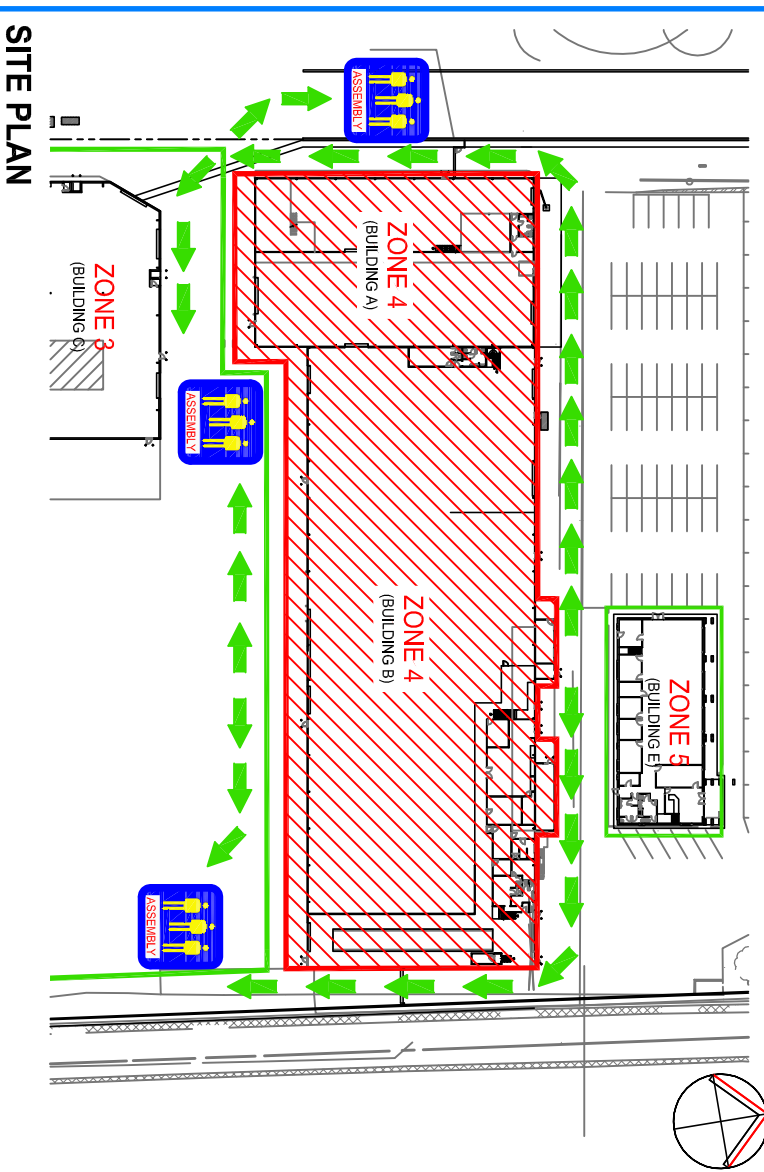 SITE PLAN
ASSEMBLY
ZONE 4
(BUILDING A)
ZONE 3
(BUILDING C)
ASSEMBLY
ZONE 4
(BUILDING B)
ZONE 5
(BUILDING E)
ASSEMBLY